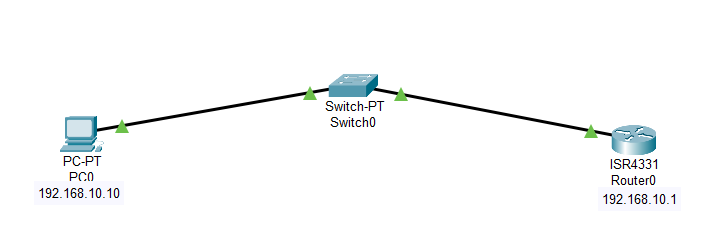 Switch-PT
Switch0
PC-PT
PC0
192.168.10.10
ISR4331
Router0
192.168.10.1